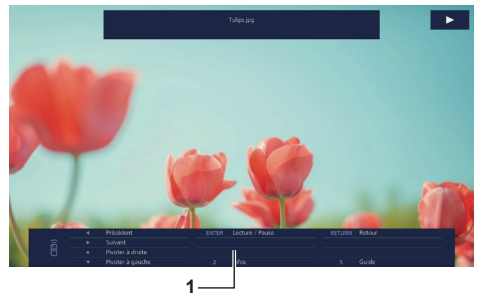 Tulips.jpg
◄ Précédent ENTER Lecture / Pause RETURN Retour
► Suivant
▲ Pivoter à droite
▼ Pivoter à gauche 2 Infos 5 Guide
1